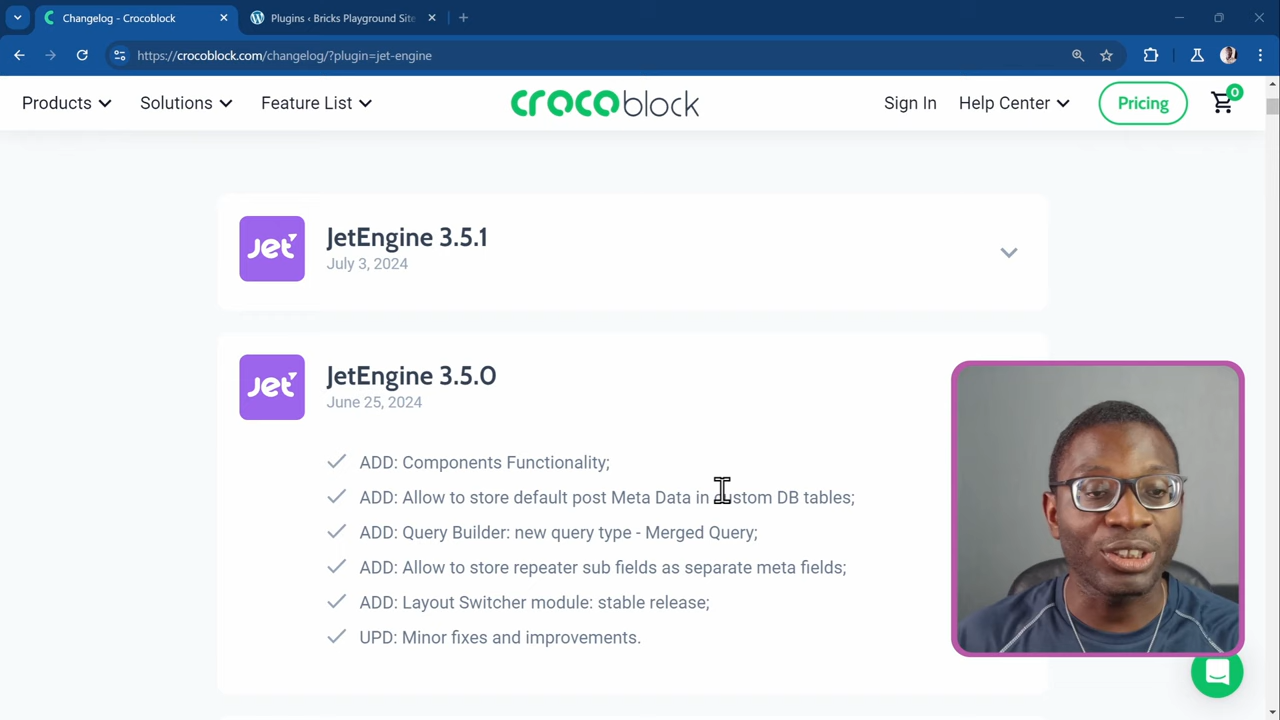 Changelog - Crocoblock
Plugins ‹ Bricks Playground Site
https://crocoblock.com/changelog/?plugin=jet-engine
Products
Solutions
Feature List
crocoblock
Sign In
Help Center
Pricing
0
Jet
JetEngine 3.5.1
July 3, 2024
Jet
JetEngine 3.5.0
June 25, 2024
ADD: Components Functionality;
ADD: Allow to store default post Meta Data in custom DB tables;
ADD: Query Builder: new query type - Merged Query;
ADD: Allow to store repeater sub fields as separate meta fields;
ADD: Layout Switcher module: stable release;
UPD: Minor fixes and improvements.